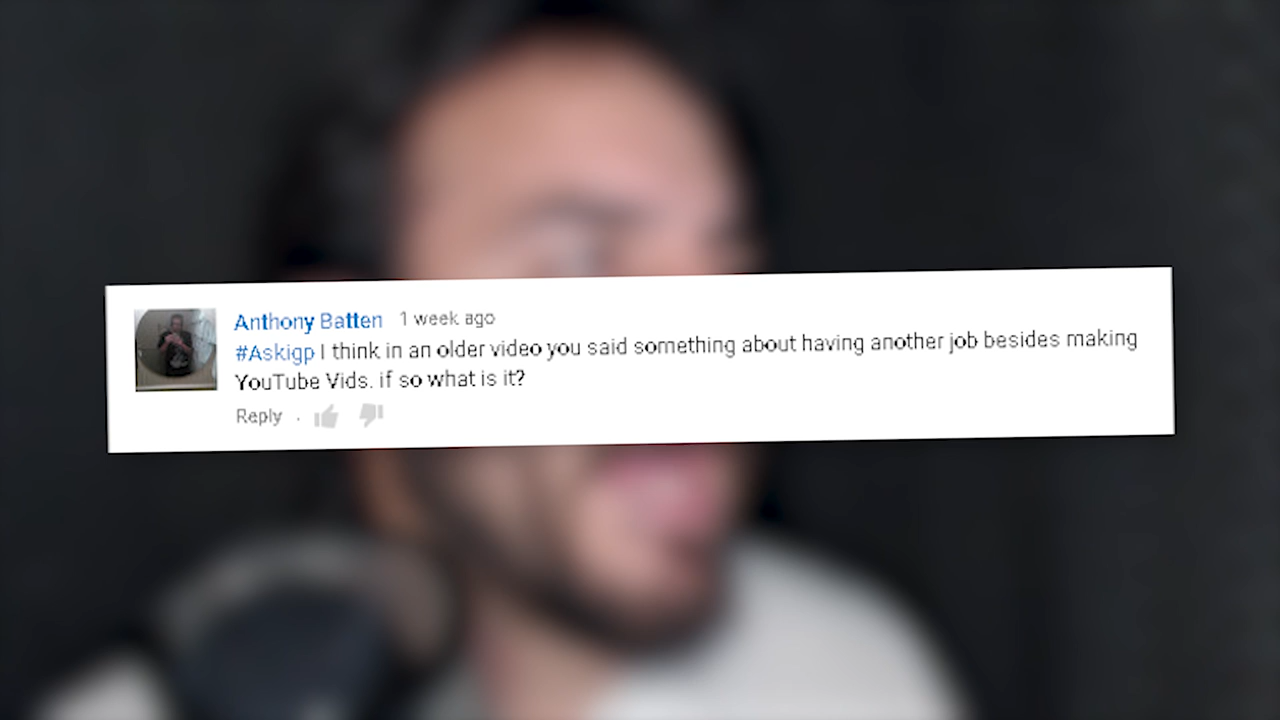 Anthony Batten 1 week ago
#Askigp I think in an older video you said something about having another job besides making
YouTube Vids. if so what is it?
Reply ·